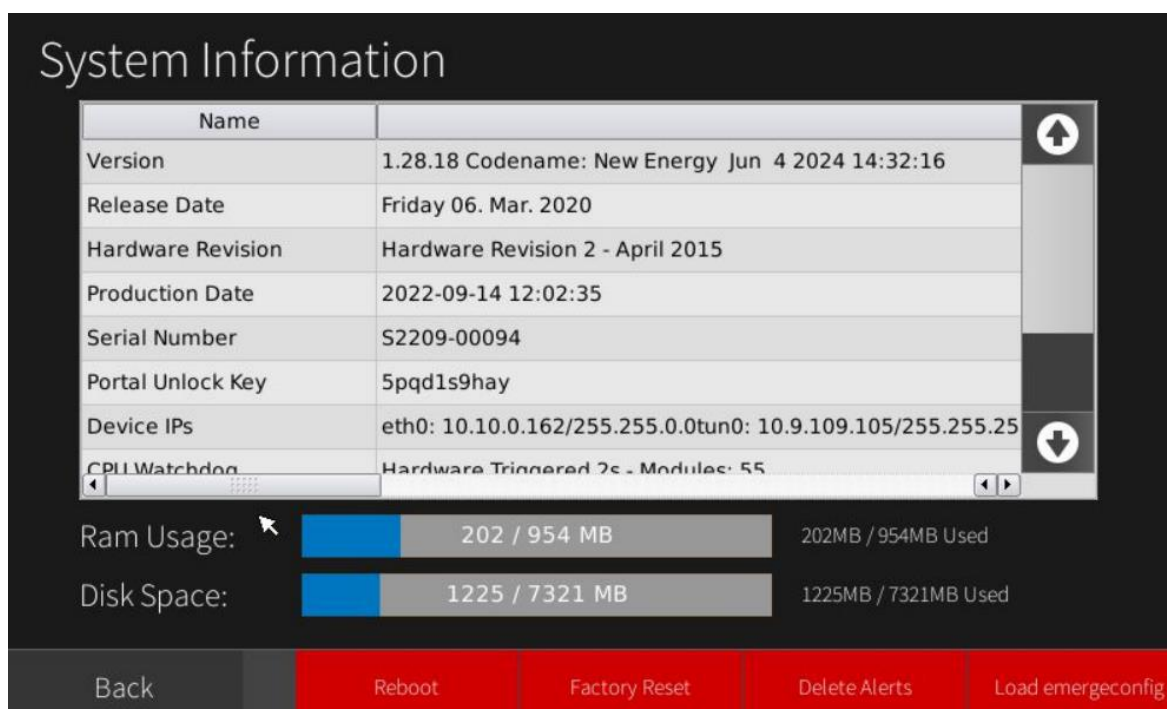 System Information
Name
Version 1.28.18 Codename: New Energy Jun 4 2024 14:32:16
Release Date Friday 06. Mar. 2020
Hardware Revision Hardware Revision 2 - April 2015
Production Date 2022-09-14 12:02:35
Serial Number S2209-00094
Portal Unlock Key 5pqd1s9hay
Device IPs eth0: 10.10.0.162/255.255.0.0tun0: 10.9.109.105/255.255.25
CPU Watchdog Hardware Triggered 2s - Modules: 55
Ram Usage: 202 / 954 MB 202MB / 954MB Used
Disk Space: 1225 / 7321 MB 1225MB / 7321MB Used
Back Reboot Factory Reset Delete Alerts Load emergeconfig